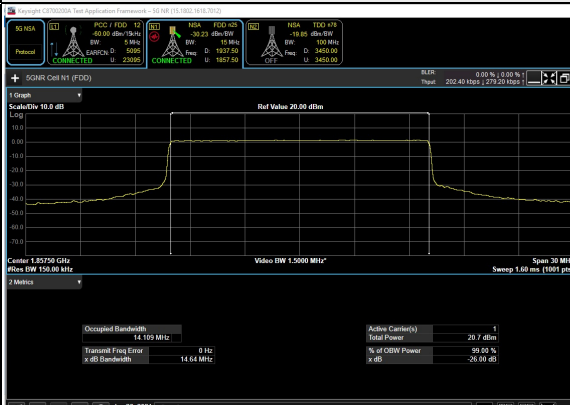 Keysight C8700200A Test Application Framework - 5G NR (15.1802.1618.7012)
5G NSA
Protocol
L1 PCC / FDD 12
-60.00 dBm/15kHz
BW: 5 MHz
EARFCN D: 5095
CONNECTED U: 23095
N1 NSA FDD n25
-30.23 dBm/BW
BW: 15 MHz
Freq D: 1937.50
CONNECTED U: 1857.50
N2 NSA TDD n78
-19.85 dBm/BW
BW: 100 MHz
Freq D: 3450.00
OFF U: 3450.00
5GNR Cell N1 (FDD)
BLER: 0.00 % ↓ 0.00 % ↑
Thput: 202.40 kbps ↓ 279.20 kbps ↑
1 Graph
Scale/Div 10.0 dB
Ref Value 20.00 dBm
Log
10.0
0.00
-10.0
-20.0
-30.0
-40.0
-50.0
-60.0
-70.0
Center 1.85750 GHz
Video BW 1.5000 MHz*
Span 30 MH
#Res BW 150.00 kHz
Sweep 1.60 ms (1001 pts
2 Metrics
Occupied Bandwidth
14.109 MHz
Transmit Freq Error 0 Hz
x dB Bandwidth 14.64 MHz
Active Carrier(s) 1
Total Power 20.7 dBm
% of OBW Power 99.00 %
x dB -26.00 dB